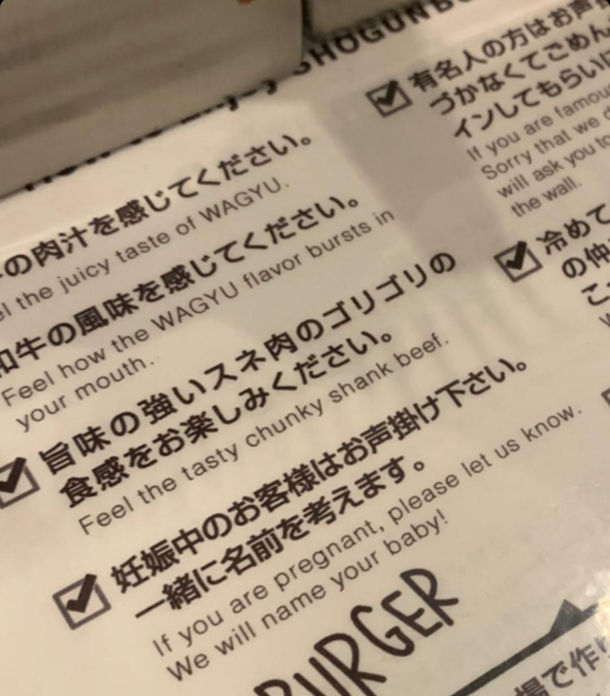 SHOGUN
の肉汁を感じてください。
the juicy taste of WAGYU.
和牛の風味を感じてください。
Feel how the WAGYU flavor bursts in
your mouth.
旨味の強いスネ肉のゴリゴリの
食感をお楽しみください。
Feel the tasty chunky shank beef.
妊娠中のお客様はお声掛け下さい。
一緒に名前を考えます。
If you are pregnant, please let us know.
We will name your baby!
BURGER
有名人の方はお声
づかなくてごめん
インしてもらい
If you are famou
Sorry that we d
will ask you to
the wall.
冷めて
の仲
こ
場で作り